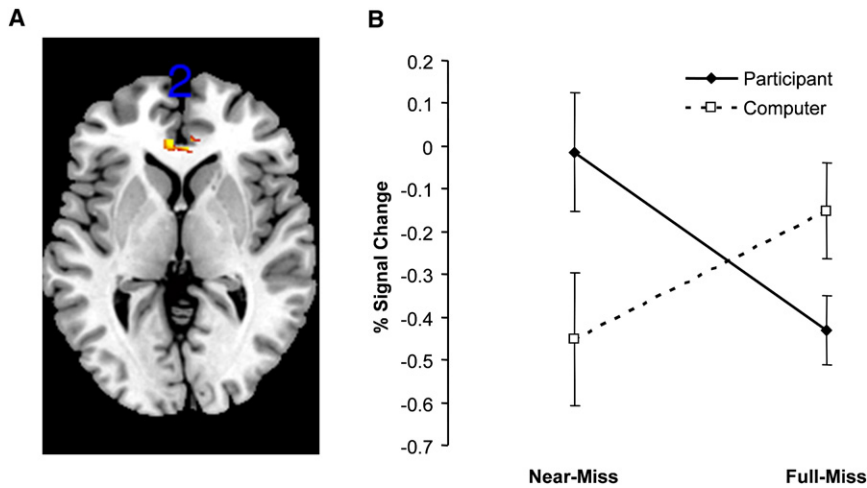 A
2
B
0.2
0.1
0
-0.1
-0.2
-0.3
-0.4
-0.5
-0.6
-0.7
% Signal Change
Participant
Computer
Near-Miss
Full-Miss